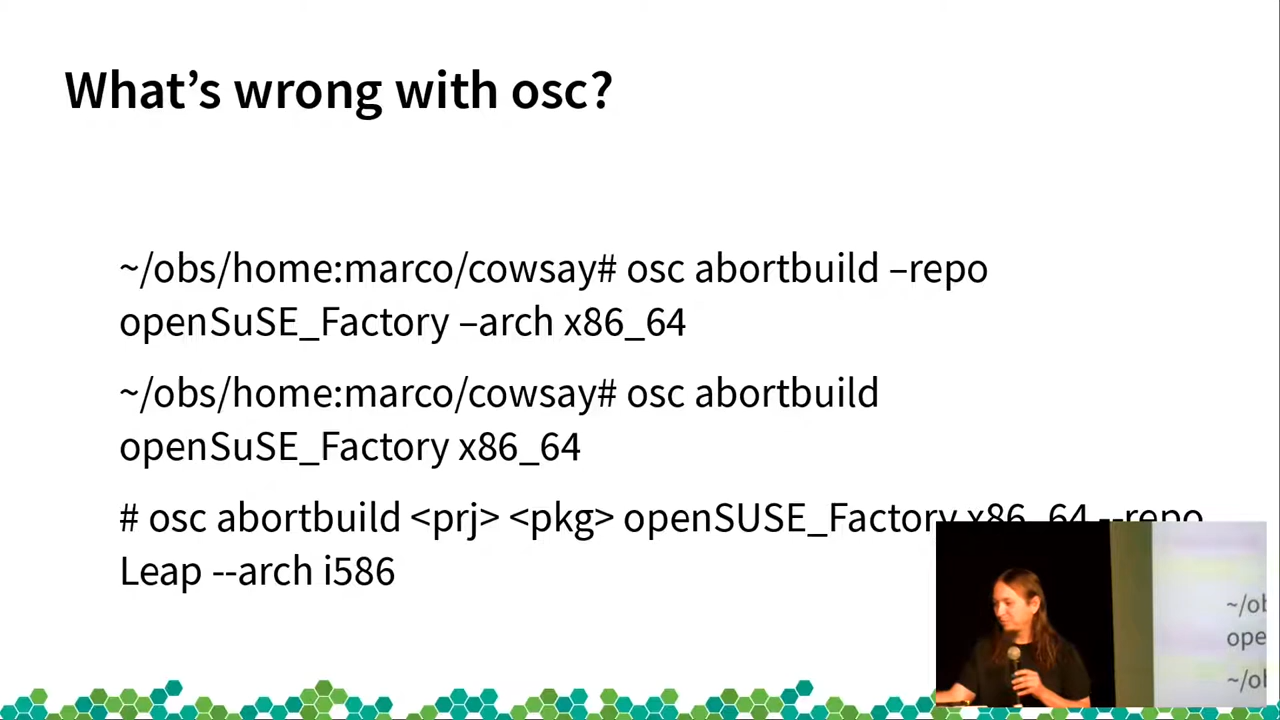 What’s wrong with osc?
~/obs/home:marco/cowsay# osc abortbuild –repo
openSuSE_Factory –arch x86_64
~/obs/home:marco/cowsay# osc abortbuild
openSuSE_Factory x86_64
# osc abortbuild <prj> <pkg> openSUSE_Factory x86_64 --repo
Leap --arch i586
~/ob
ope
~/ob